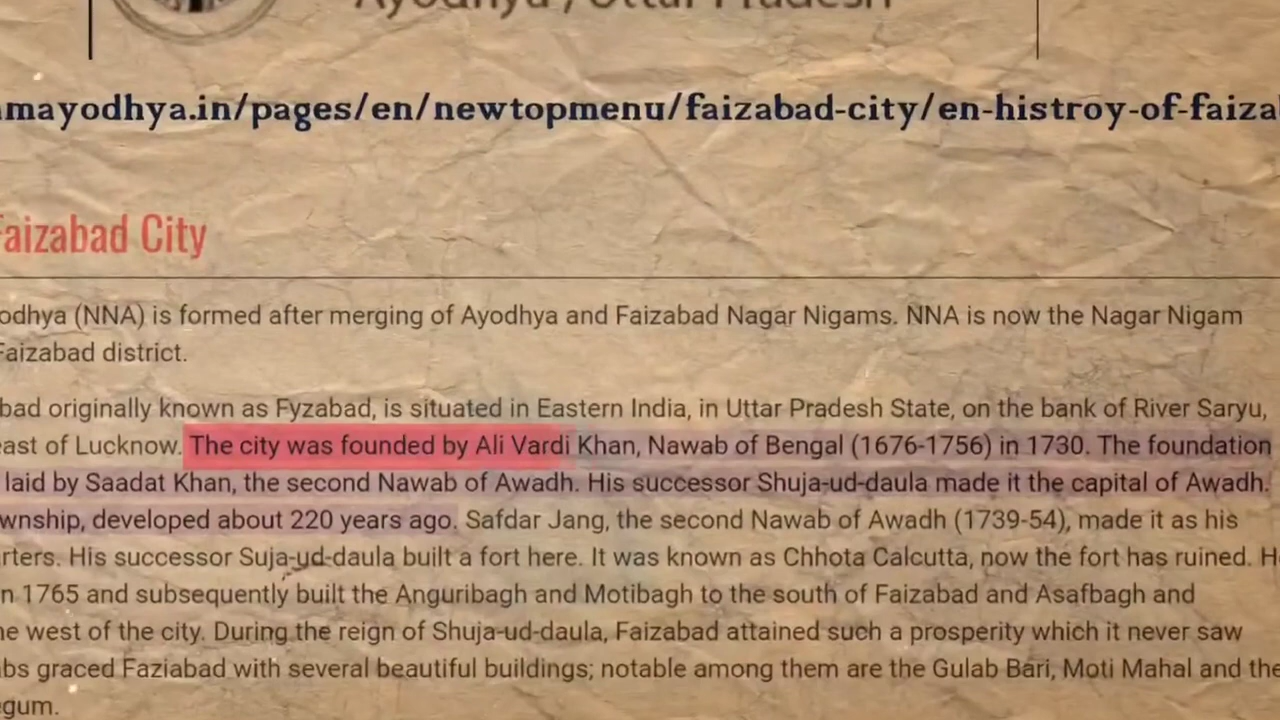 Ayodhya , Uttar Pradesh
mayodhya.in/pages/en/newtopmenu/faizabad-city/en-histroy-of-faiza
Faizabad City
odhya (NNA) is formed after merging of Ayodhya and Faizabad Nagar Nigams. NNA is now the Nagar Nigam
Faizabad district.
bad originally known as Fyzabad, is situated in Eastern India, in Uttar Pradesh State, on the bank of River Saryu,
east of Lucknow. The city was founded by Ali Vardi Khan, Nawab of Bengal (1676-1756) in 1730. The foundation
laid by Saadat Khan, the second Nawab of Awadh. His successor Shuja-ud-daula made it the capital of Awadh.
wnship, developed about 220 years ago. Safdar Jang, the second Nawab of Awadh (1739-54), made it as his
rters. His successor Suja-ud-daula built a fort here. It was known as Chhota Calcutta, now the fort has ruined. H
n 1765 and subsequently built the Anguribagh and Motibagh to the south of Faizabad and Asafbagh and
he west of the city. During the reign of Shuja-ud-daula, Faizabad attained such a prosperity which it never saw
bs graced Faziabad with several beautiful buildings; notable among them are the Gulab Bari, Moti Mahal and the
egum.